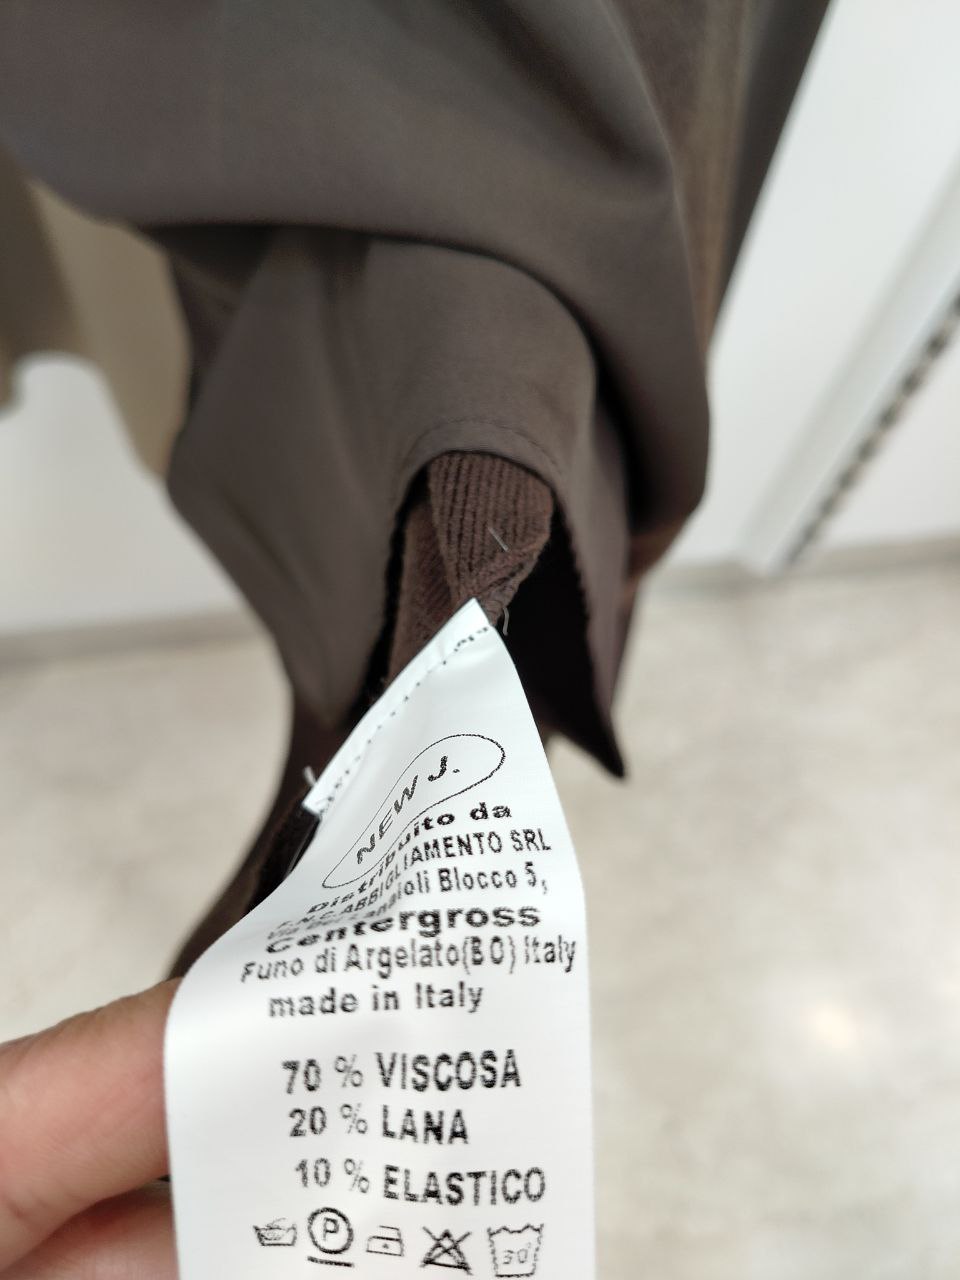 NEW J.
Distribuito da
ABBIGLIAMENTO SRL
Blocco 5,
Centergross
Funo di Argelato(BO) Italy
made in Italy
70 % VISCOSA
20 % LANA
10 % ELASTICO
P
30°